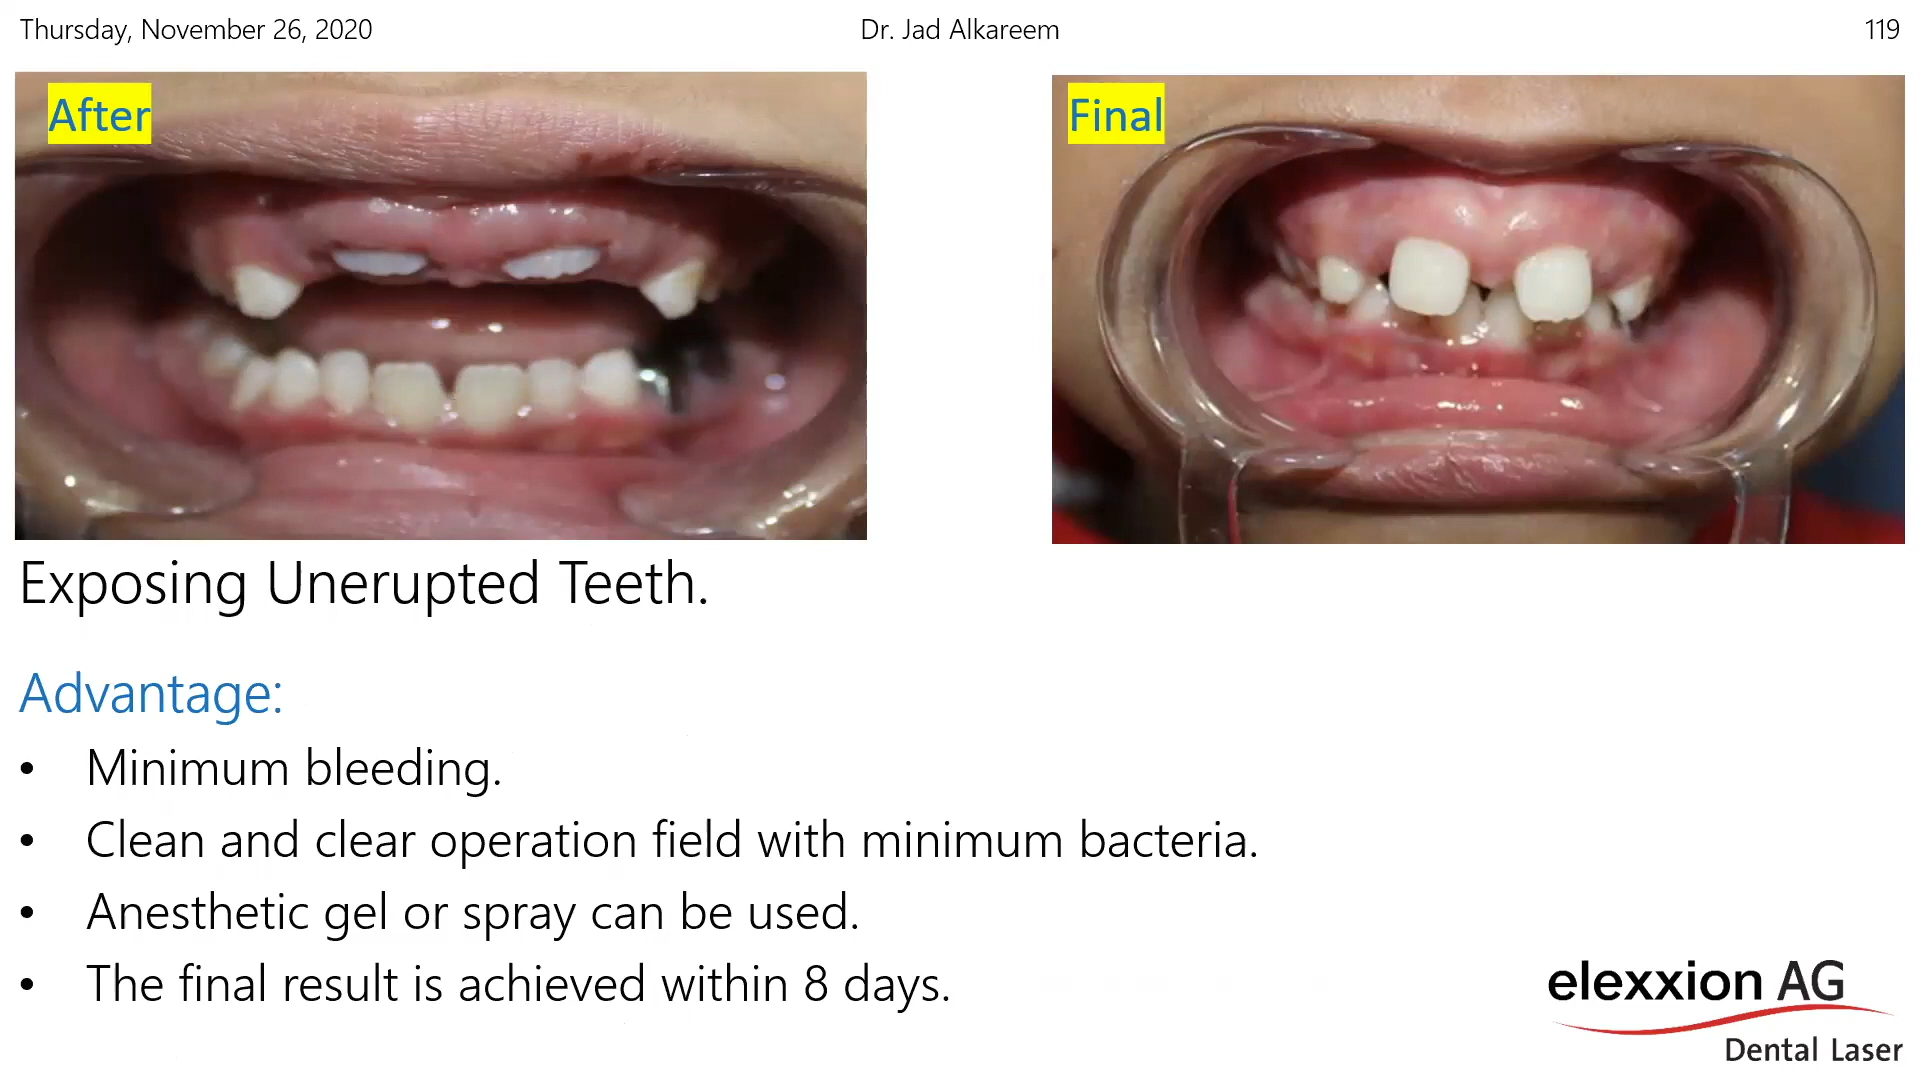 Thursday, November 26, 2020
Dr. Jad Alkareem
119
After
Final
Exposing Unerupted Teeth.
Advantage:
• Minimum bleeding.
• Clean and clear operation field with minimum bacteria.
• Anesthetic gel or spray can be used.
• The final result is achieved within 8 days.
elexxion AG
Dental Laser